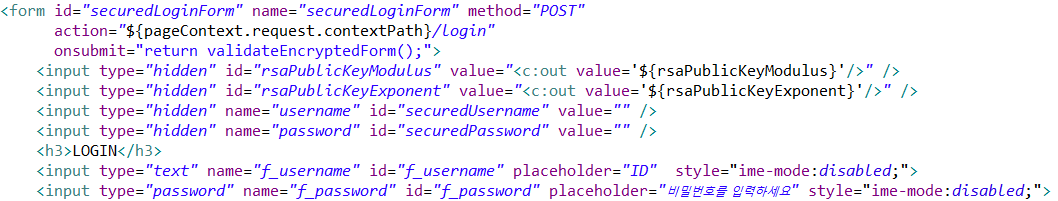 <form id="securedLoginForm" name="securedLoginForm" method="POST"
action="${pageContext.request.contextPath}/login"
onsubmit="return validateEncryptedForm();">
<input type="hidden" id="rsaPublicKeyModulus" value="<c:out value='${rsaPublicKeyModulus}'/>" />
<input type="hidden" id="rsaPublicKeyExponent" value="<c:out value='${rsaPublicKeyExponent}'/>" />
<input type="hidden" name="username" id="securedUsername" value="" />
<input type="hidden" name="password" id="securedPassword" value="" />
<h3>LOGIN</h3>
<input type="text" name="f_username" id="f_username" placeholder="ID"  style="ime-mode:disabled;">
<input type="password" name="f_password" id="f_password" placeholder="비밀번호를 입력하세요" style="ime-mode:disabled;">